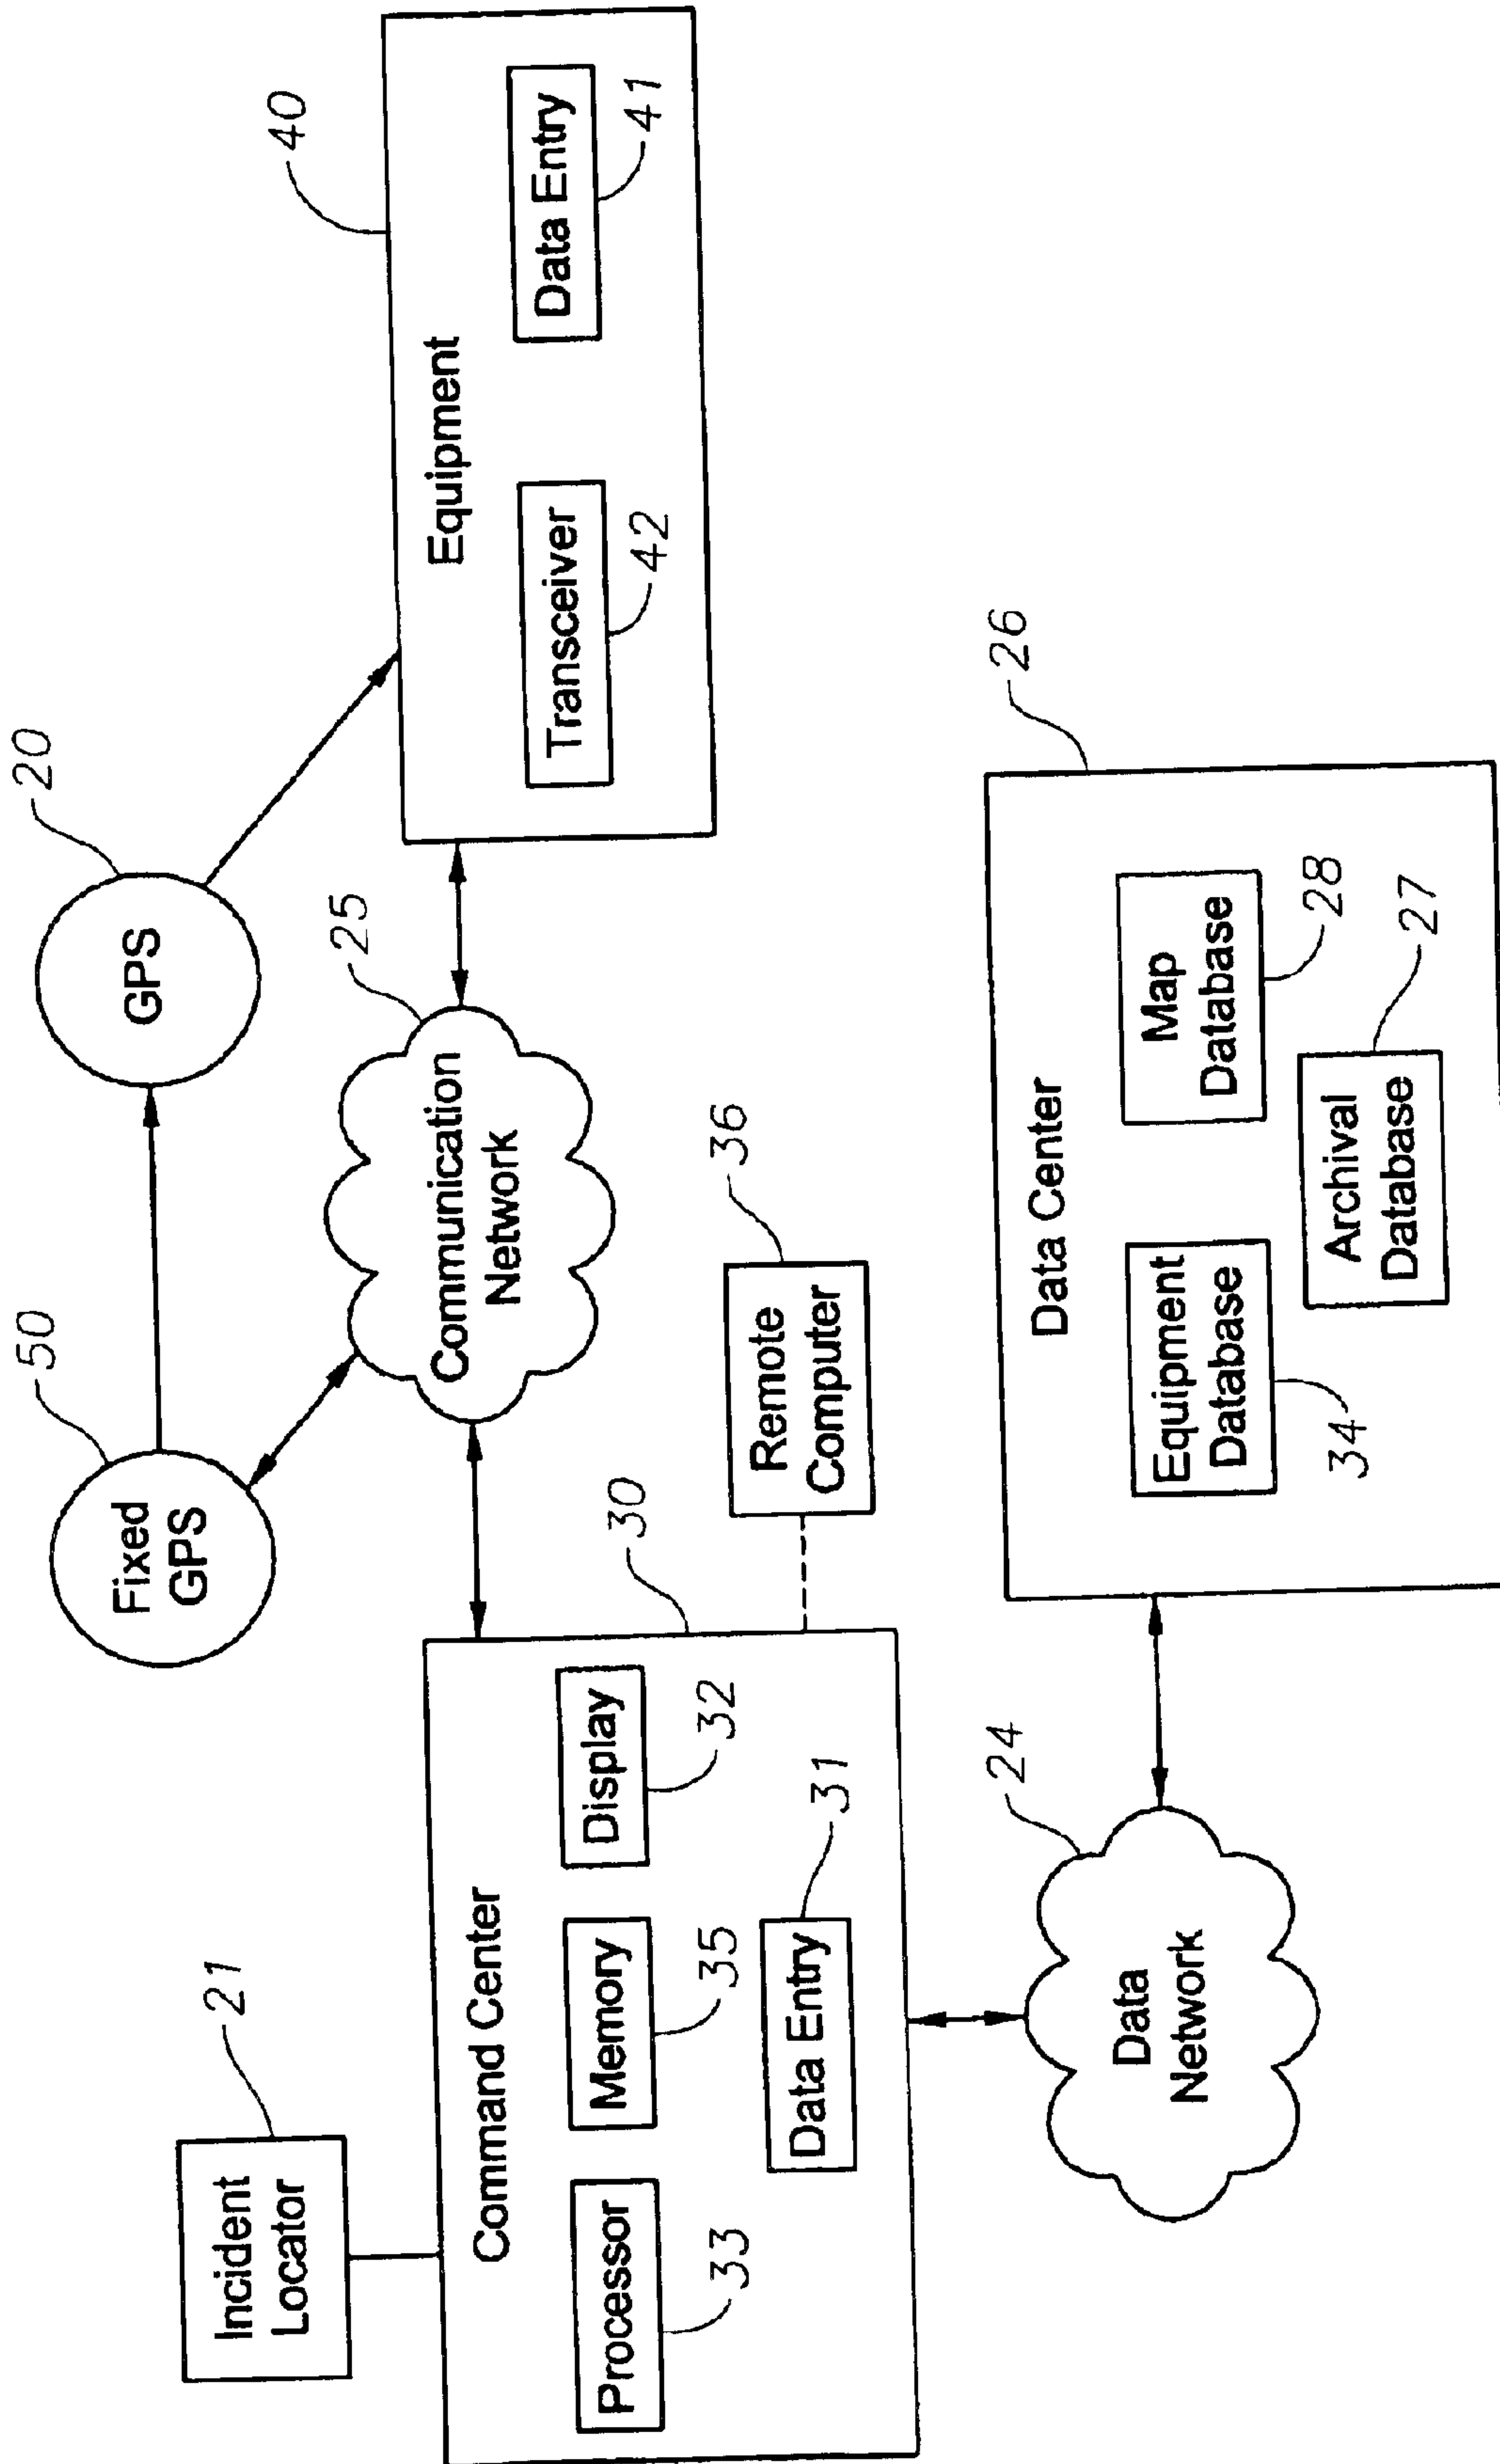 50
Fixed
GPS
20
GPS
21
Incident
Locator
25
Communication
Network
40
Equipment
Transceiver
42
Data Entry
41
30
Command Center
Processor
33
Memory
35
Display
32
Data Entry
31
36
Remote
Computer
24
Data
Network
26
Data Center
Equipment
Database
34
Map
Database
28
Archival
Database
27